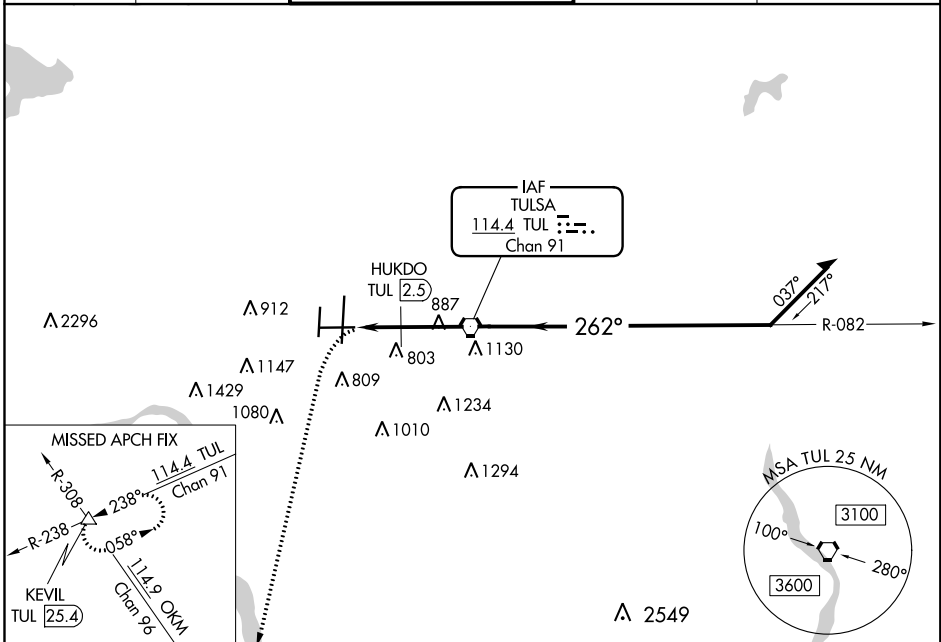 IAF
TULSA
114.4 TUL
Chan 91
HUKDO
TUL 2.5
887
912
2296
037°
217°
262°
R-082
803
1130
1147
809
1429
1234
1080
1010
1294
MISSED APCH FIX
114.4 TUL
Chan 91
R-308
238°
R-238
058°
114.9 OKM
Chan 96
KEVIL
TUL 25.4
MSA TUL 25 NM
3100
100°
280°
3600
2549